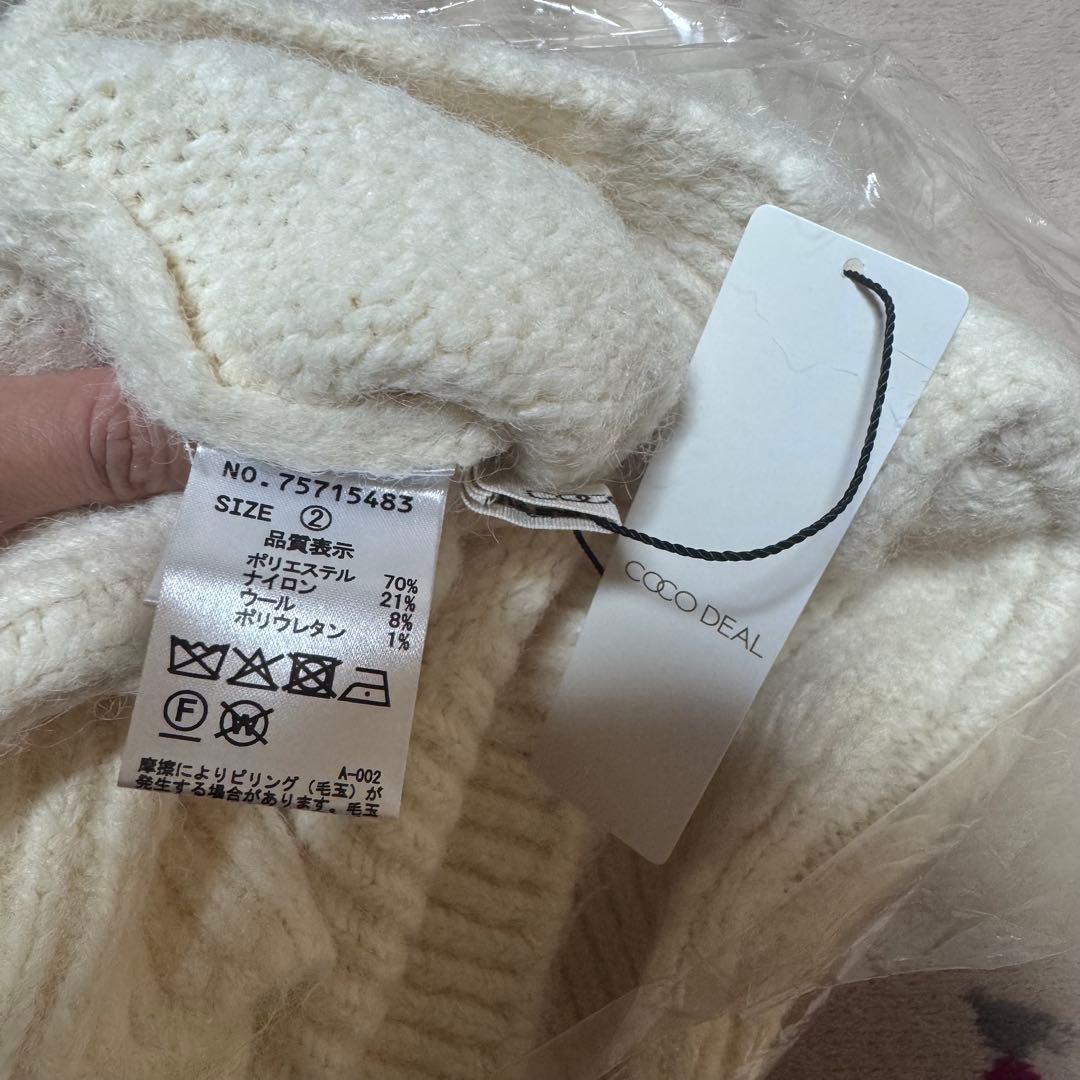 NO.75715483
SIZE ②
品質表示
ポリエステル 70%
ナイロン 21%
ウール 8%
ポリウレタン 1%
F
W
A-002
摩擦によりピリング（毛玉）が
発生する場合があります。毛玉
COCO DEAL